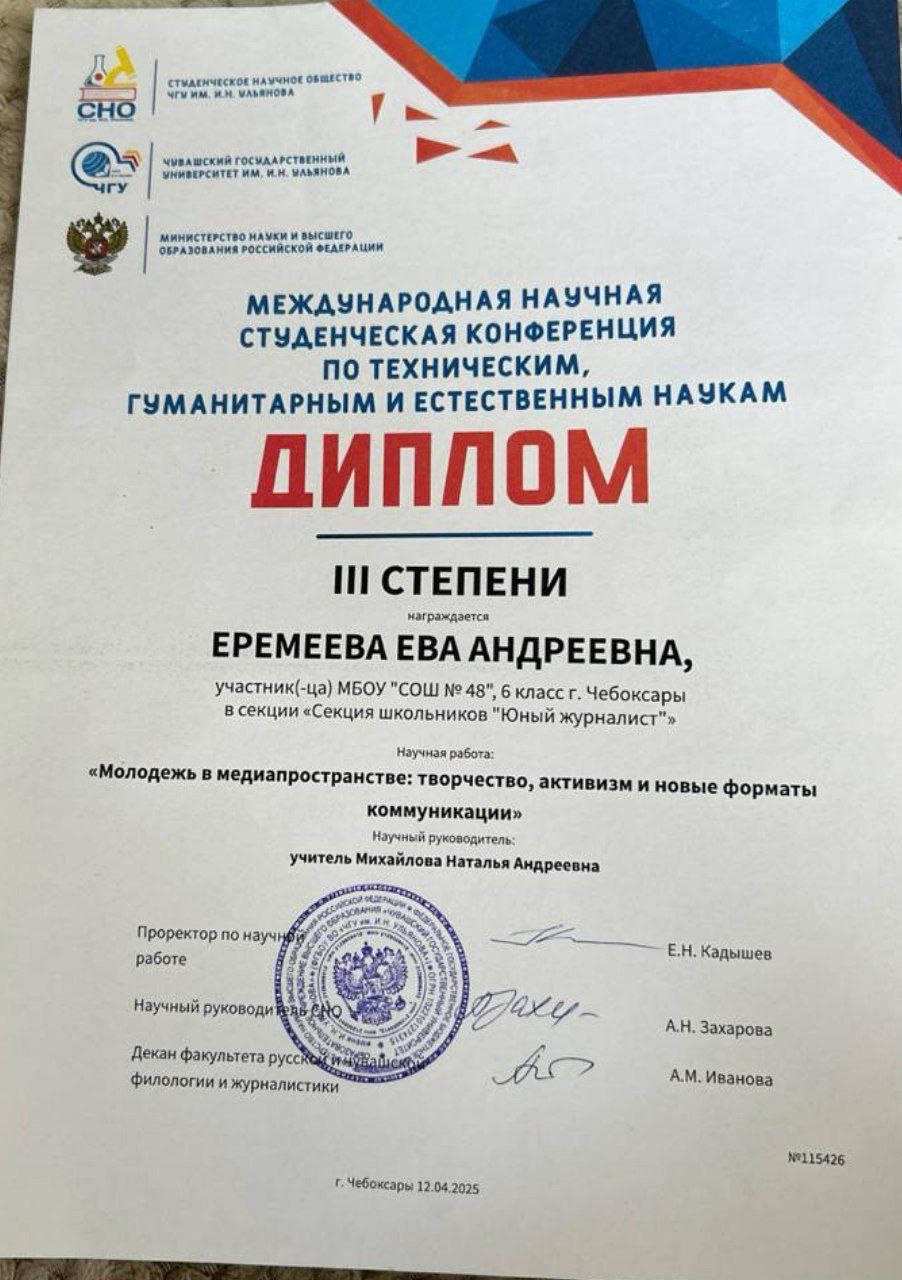 СТУДЕНЧЕСКОЕ НАУЧНОЕ ОБЩЕСТВО
ЧГУ ИМ. И.Н. УЛЬЯНОВА
СНО
ЧУВАШСКИЙ ГОСУДАРСТВЕННЫЙ
УНИВЕРСИТЕТ ИМ. И.Н. УЛЬЯНОВА
ЧГУ
МИНИСТЕРСТВО НАУКИ И ВЫСШЕГО
ОБРАЗОВАНИЯ РОССИЙСКОЙ ФЕДЕРАЦИИ
МЕЖДУНАРОДНАЯ НАУЧНАЯ
СТУДЕНЧЕСКАЯ КОНФЕРЕНЦИЯ
ПО ТЕХНИЧЕСКИМ,
ГУМАНИТАРНЫМ И ЕСТЕСТВЕННЫМ НАУКАМ
ДИПЛОМ
III СТЕПЕНИ
награждается
ЕРЕМЕЕВА ЕВА АНДРЕЕВНА,
участник(-ца) МБОУ "СОШ № 48", 6 класс г. Чебоксары
в секции «Секция школьников "Юный журналист"»
Научная работа:
«Молодежь в медиапространстве: творчество, активизм и новые форматы
коммуникации»
Научный руководитель:
учитель Михайлова Наталья Андреевна
Проректор по научной
работе
Е.Н. Кадышев
Научный руководитель СНО
А.Н. Захарова
Декан факультета русской и чувашской
филологии и журналистики
А.М. Иванова
№115426
г. Чебоксары 12.04.2025